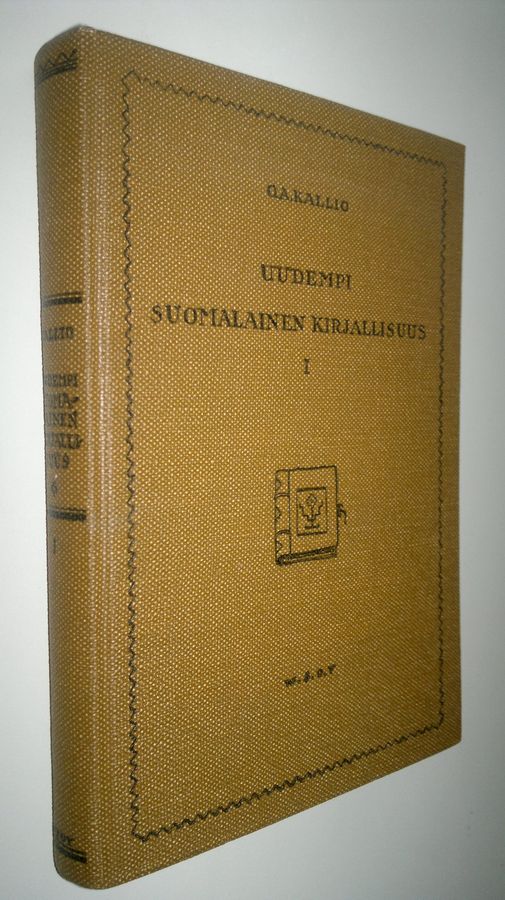 O.A.KALLIO
UUDEMPI
SUOMALAINEN KIRJALLISUUS
I
W.S.O.Y
KALLIO
UUDEMPI
SUOMA-
LAINEN
KIRJALLI-
SUUS
I